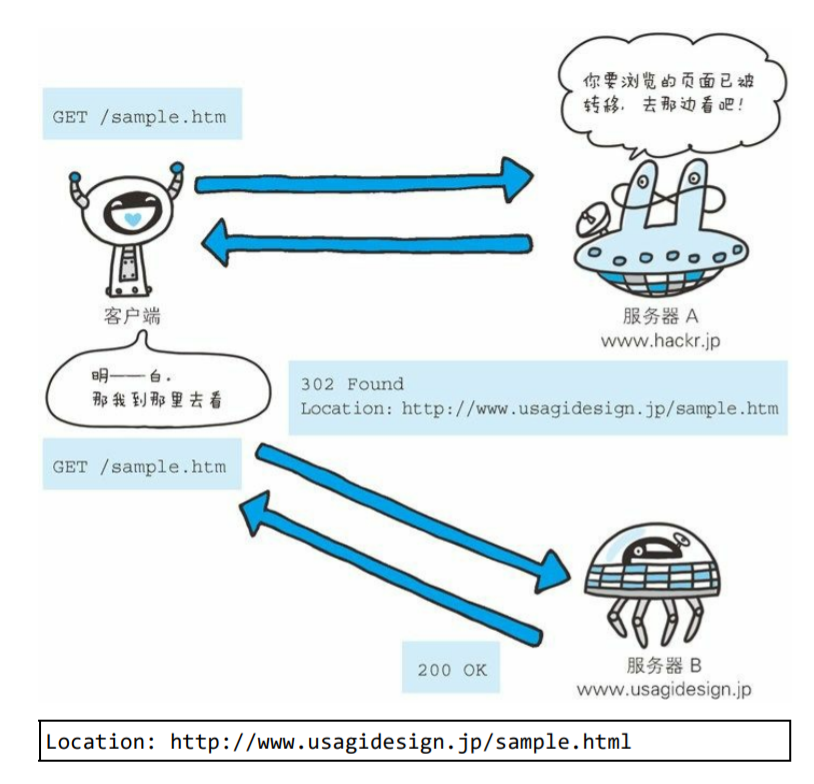 GET /sample.htm
你要浏览的页面已被
转移，去那边看吧！
客户端
服务器 A
www.hackr.jp
明——白．
那我到那里去看
302 Found
Location: http://www.usagidesign.jp/sample.htm
GET /sample.htm
200 OK
服务器 B
www.usagidesign.jp
Location: http://www.usagidesign.jp/sample.html